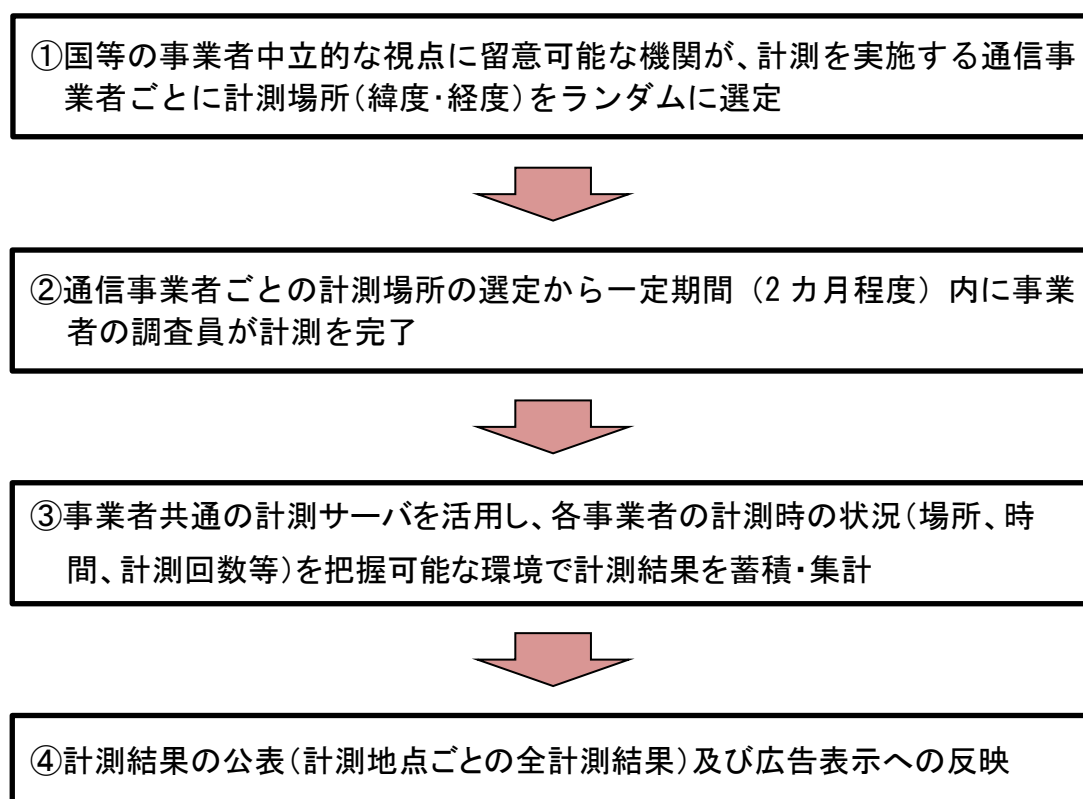 ①国等の事業者中立的な視点に留意可能な機関が、計測を実施する通信事
業者ごとに計測場所(緯度･経度)をランダムに選定
②通信事業者ごとの計測場所の選定から一定期間（2 カ月程度）内に事業
者の調査員が計測を完了
③事業者共通の計測サーバを活用し、各事業者の計測時の状況(場所、時
間、計測回数等)を把握可能な環境で計測結果を蓄積・集計
④計測結果の公表(計測地点ごとの全計測結果)及び広告表示への反映